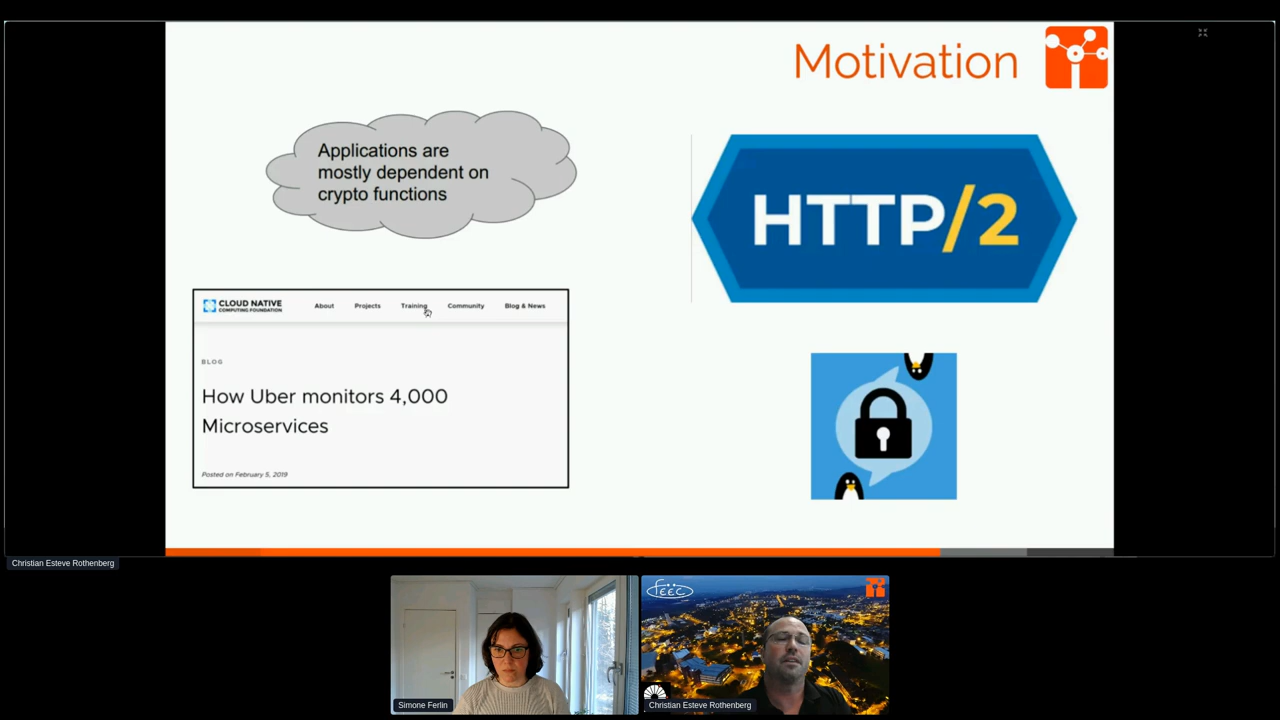 Motivation
Applications are
mostly dependent on
crypto functions
HTTP/2
CLOUD NATIVE
COMPUTING FOUNDATION
About Projects Training Community Blog & News
BLOG
How Uber monitors 4,000
Microservices
Posted on February 5, 2019
Christian Esteve Rothenberg
FEEC
Simone Ferlin
Christian Esteve Rothenberg